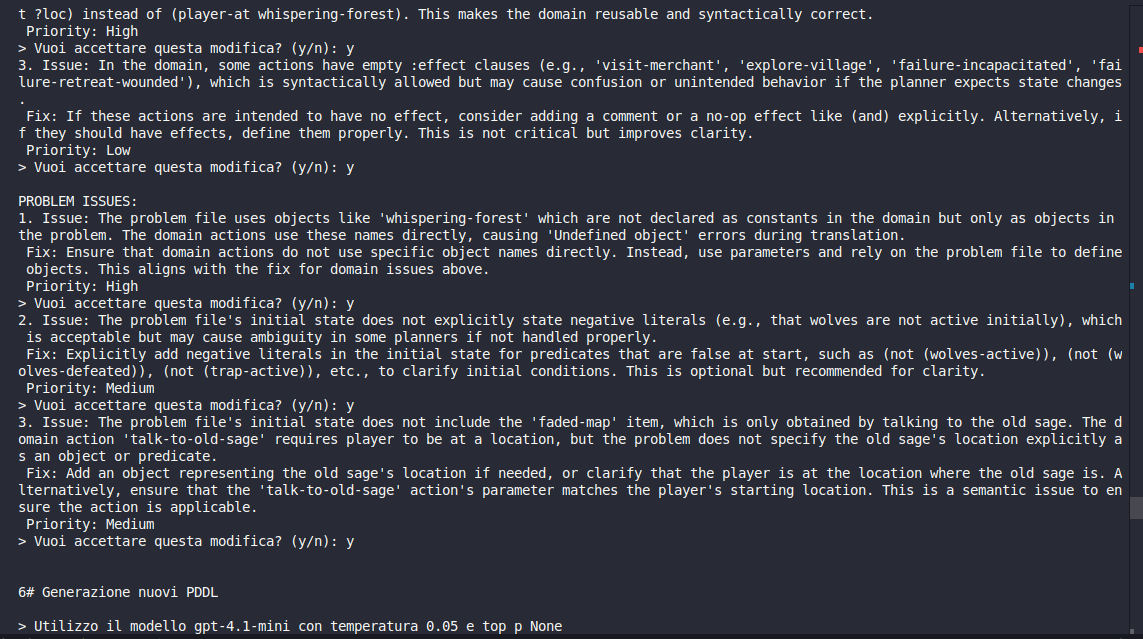 t ?loc) instead of (player-at whispering-forest). This makes the domain reusable and syntactically correct.
Priority: High
> Vuoi accettare questa modifica? (y/n): y
3. Issue: In the domain, some actions have empty :effect clauses (e.g., 'visit-merchant', 'explore-village', 'failure-incapacitated', 'fai
lure-retreat-wounded'), which is syntactically allowed but may cause confusion or unintended behavior if the planner expects state changes
.
Fix: If these actions are intended to have no effect, consider adding a comment or a no-op effect like (and) explicitly. Alternatively, i
f they should have effects, define them properly. This is not critical but improves clarity.
Priority: Low
> Vuoi accettare questa modifica? (y/n): y
PROBLEM ISSUES:
1. Issue: The problem file uses objects like 'whispering-forest' which are not declared as constants in the domain but only as objects in
the problem. The domain actions use these names directly, causing 'Undefined object' errors during translation.
Fix: Ensure that domain actions do not use specific object names directly. Instead, use parameters and rely on the problem file to define
objects. This aligns with the fix for domain issues above.
Priority: High
> Vuoi accettare questa modifica? (y/n): y
2. Issue: The problem file's initial state does not explicitly state negative literals (e.g., that wolves are not active initially), which
is acceptable but may cause ambiguity in some planners if not handled properly.
Fix: Explicitly add negative literals in the initial state for predicates that are false at start, such as (not (wolves-active)), (not (w
olves-defeated)), (not (trap-active)), etc., to clarify initial conditions. This is optional but recommended for clarity.
Priority: Medium
> Vuoi accettare questa modifica? (y/n): y
3. Issue: The problem file's initial state does not include the 'faded-map' item, which is only obtained by talking to the old sage. The d
omain action 'talk-to-old-sage' requires player to be at a location, but the problem does not specify the old sage's location explicitly a
s an object or predicate.
Fix: Add an object representing the old sage's location if needed, or clarify that the player is at the location where the old sage is. A
lternatively, ensure that the 'talk-to-old-sage' action's parameter matches the player's starting location. This is a semantic issue to en
sure the action is applicable.
Priority: Medium
> Vuoi accettare questa modifica? (y/n): y
6# Generazione nuovi PDDL
> Utilizzo il modello gpt-4.1-mini con temperatura 0.05 e top p None